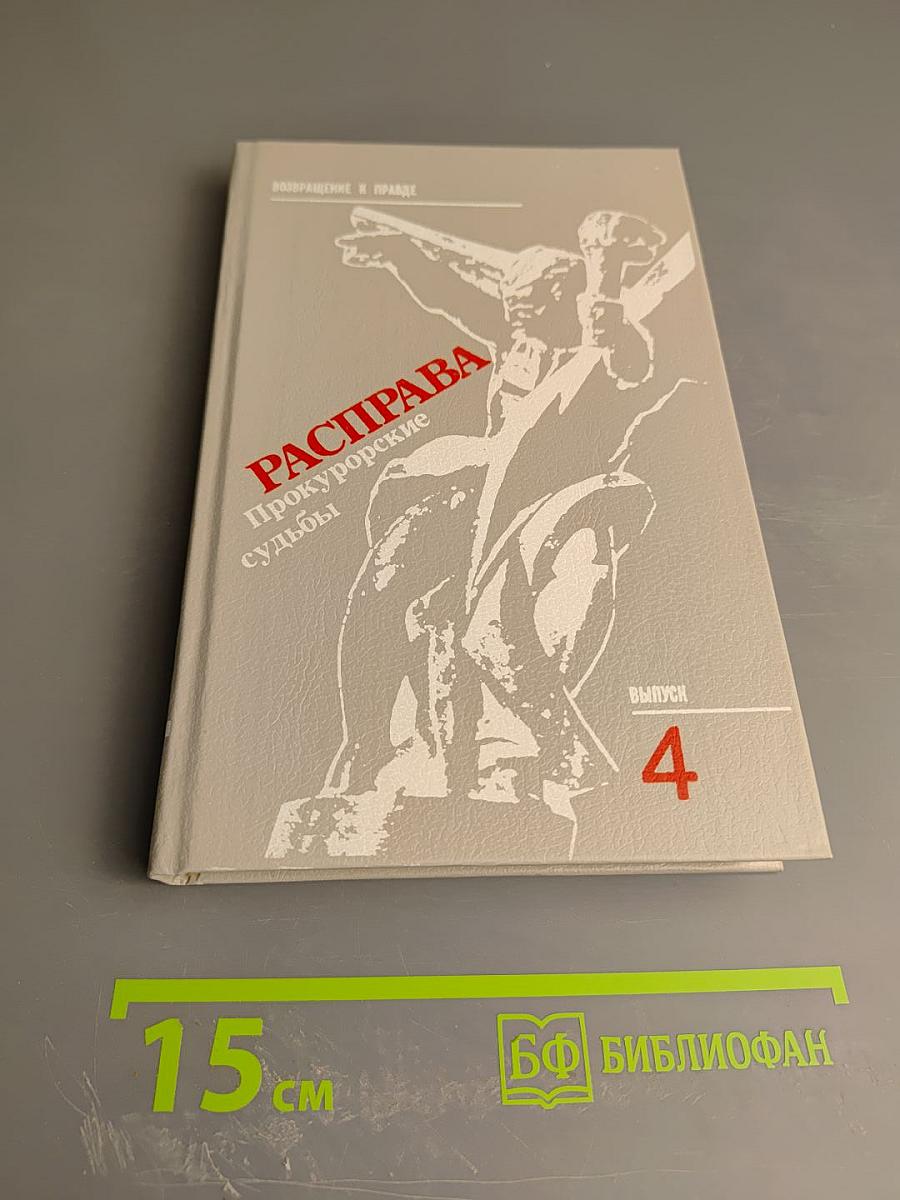 ВОЗВРАЩЕНИЕ К ПРАВДЕ
РАСПРАВА
Прокурорские
судьбы
ВЫПУСК
4
15 см
БФ БИБЛИОФАН